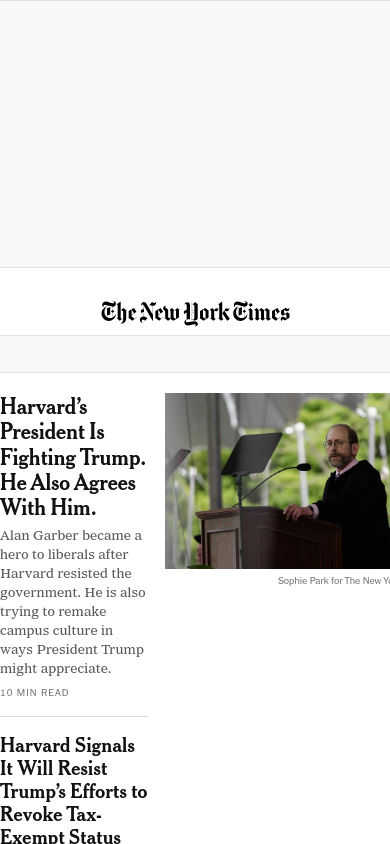 The New York Times
Harvard's
President Is
Fighting Trump.
He Also Agrees
With Him.
Alan Garber became a
hero to liberals after
Harvard resisted the
government. He is also
trying to remake
campus culture in
ways President Trump
might appreciate.
10 MIN READ
Sophie Park for The New Yo
Harvard Signals
It Will Resist
Trump's Efforts to
Revoke Tax-
Exempt Status